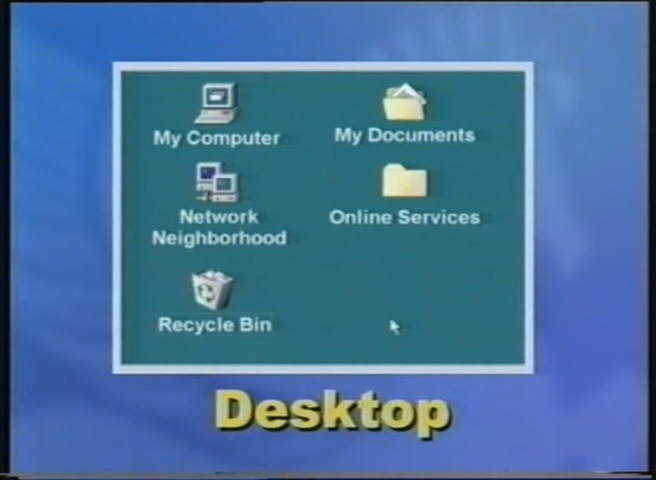 My Computer
My Documents
Network
Neighborhood
Online Services
Recycle Bin
Desktop